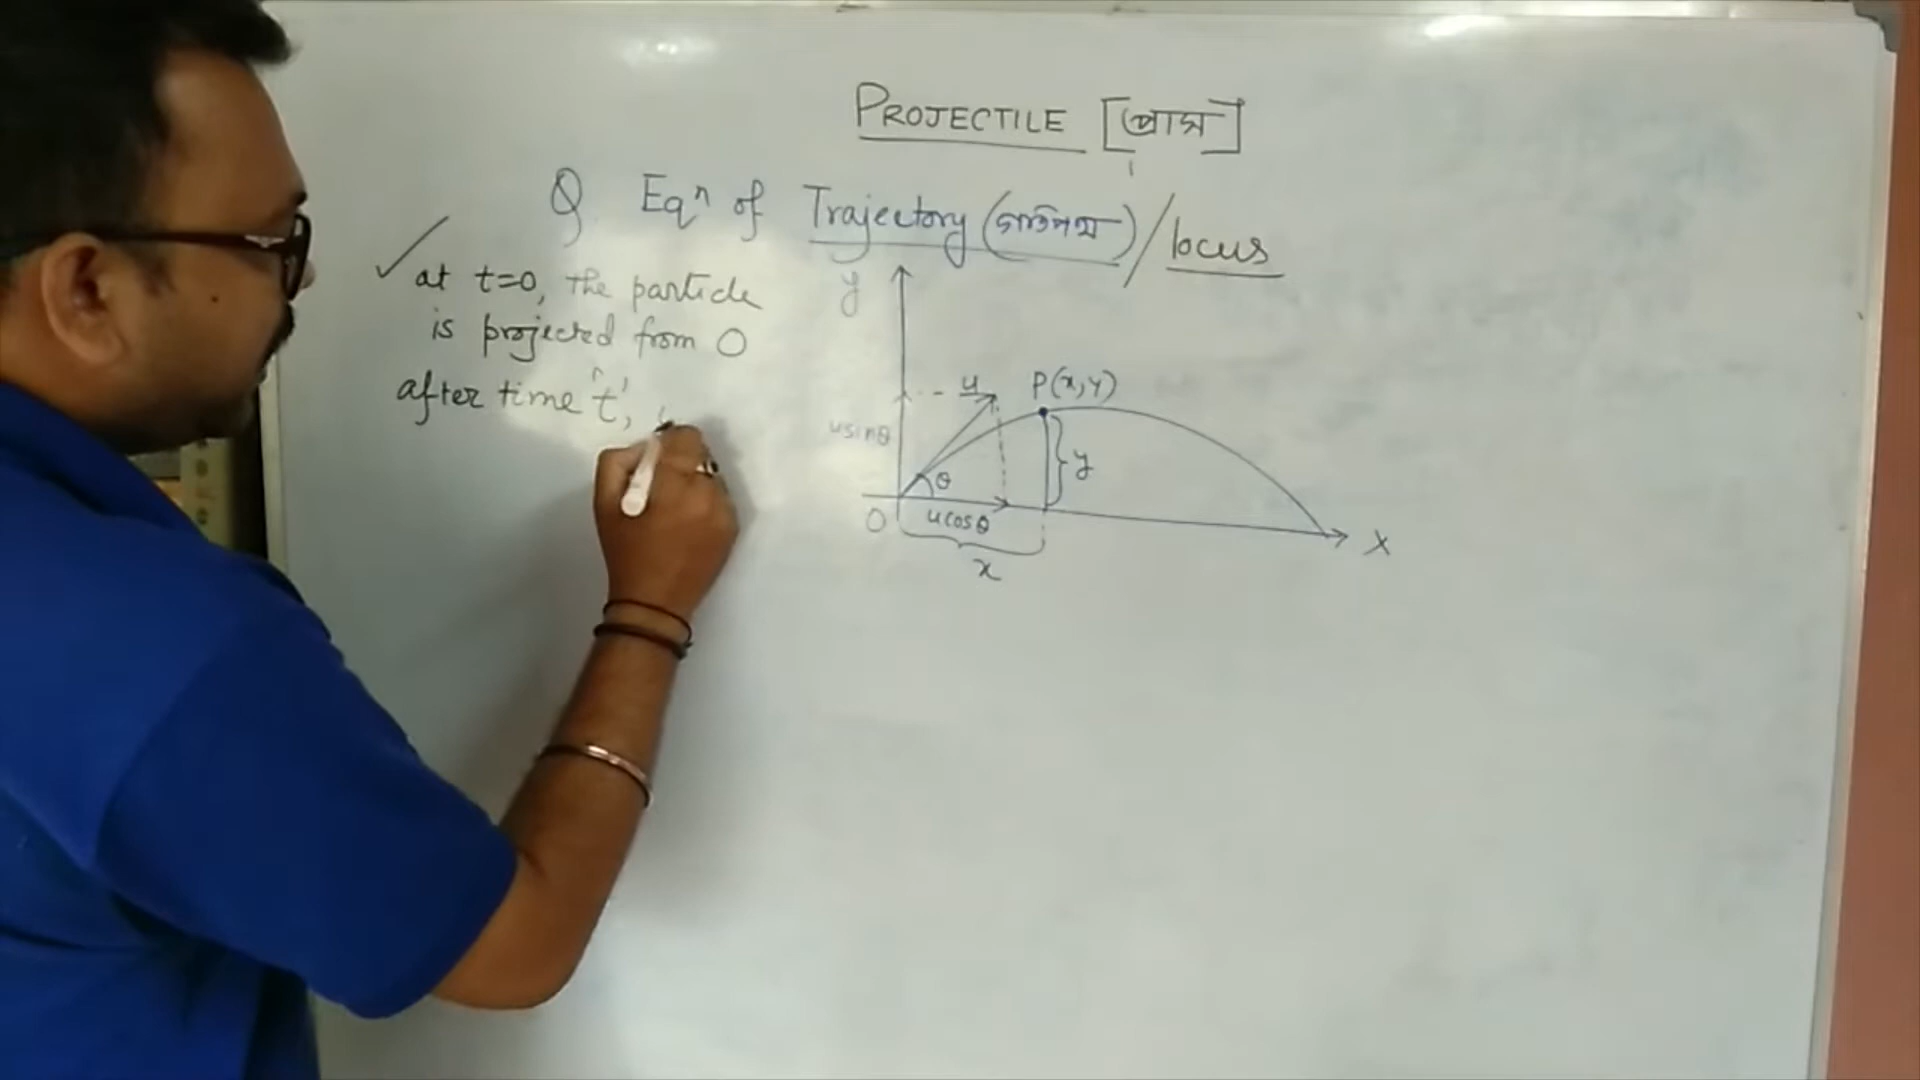 PROJECTILE [প্রাস]
Q. Eqⁿ of Trajectory (গতিপথ) / locus
✓ at t=0, the particle
is projected from O
after time 't',
y
u
P(x,y)
usinθ
θ
y
O
ucosθ
X
x